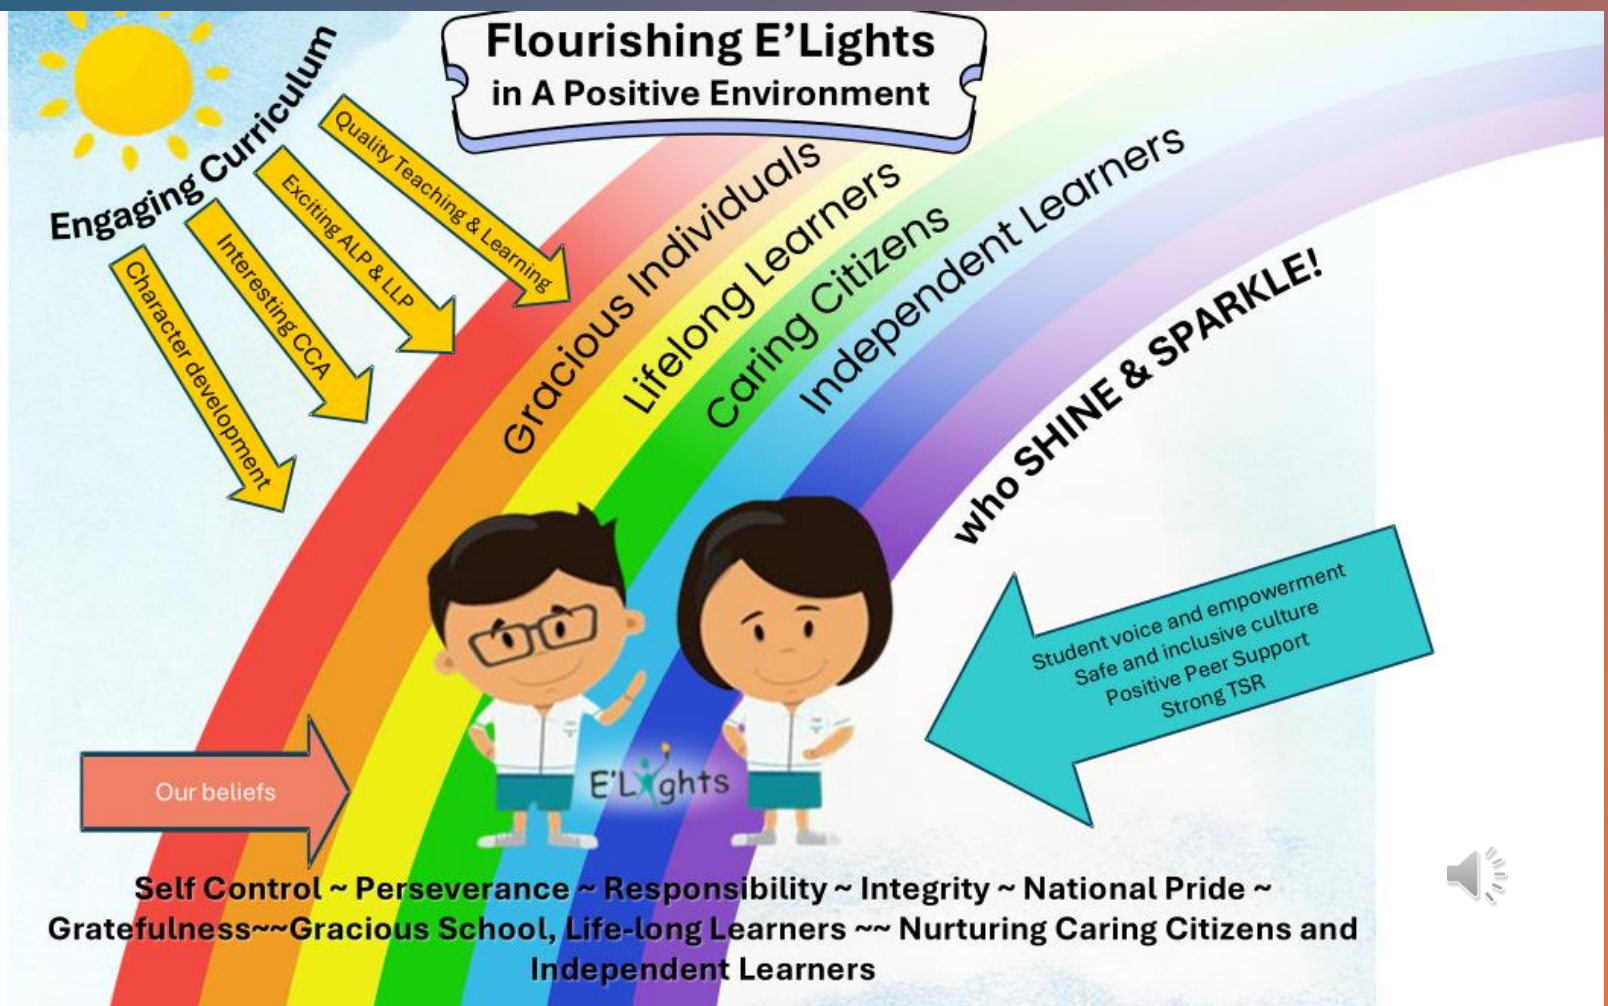 Flourishing E'Lights
in A Positive Environment
Engaging Curriculum
Quality Teaching & Learning
Exciting ALP & LLP
Interesting CCA
Character development
Gracious Individuals
Lifelong Learners
Caring Citizens
Independent Learners
who SHINE & SPARKLE!
Student voice and empowerment
Safe and inclusive culture
Positive Peer Support
Strong TSR
Our beliefs
E'Lights
Self Control ~ Perseverance ~ Responsibility ~ Integrity ~ National Pride ~
Gratefulness~~Gracious School, Life-long Learners ~~ Nurturing Caring Citizens and
Independent Learners